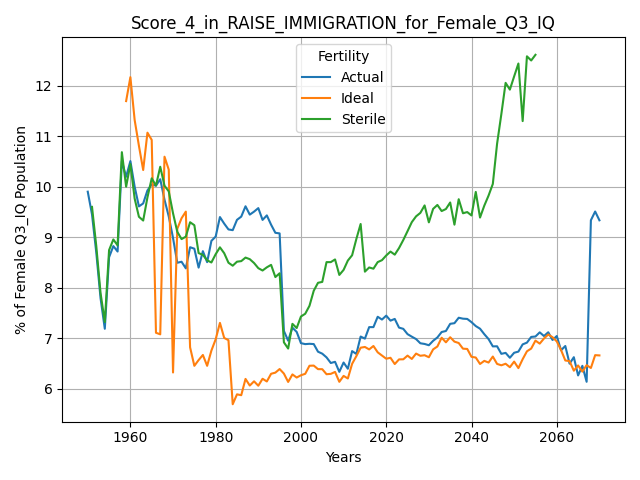 Score_4_in_RAISE_IMMIGRATION_for_Female_Q3_IQ
Fertility
Actual
Ideal
Sterile
% of Female Q3_IQ Population
12
11
10
9
8
7
6
1960
1980
2000
2020
2040
2060
Years